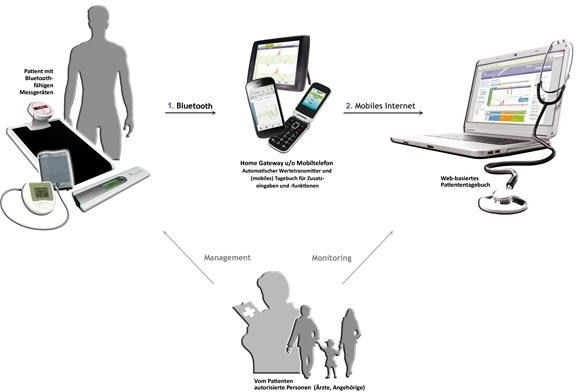 Patient mit
Bluetooth-
fähigen
Messgeräten
1. Bluetooth
2. Mobiles Internet
Home Gateway u/o Mobiltelefon
Automatischer Wertetransmitter und
(mobiles) Tagebuch für Zusatz-
eingaben und -funktionen
Web-basiertes
Patiententagebuch
Management
Monitoring
Vom Patienten
autorisierte Personen (Ärzte, Angehörige)